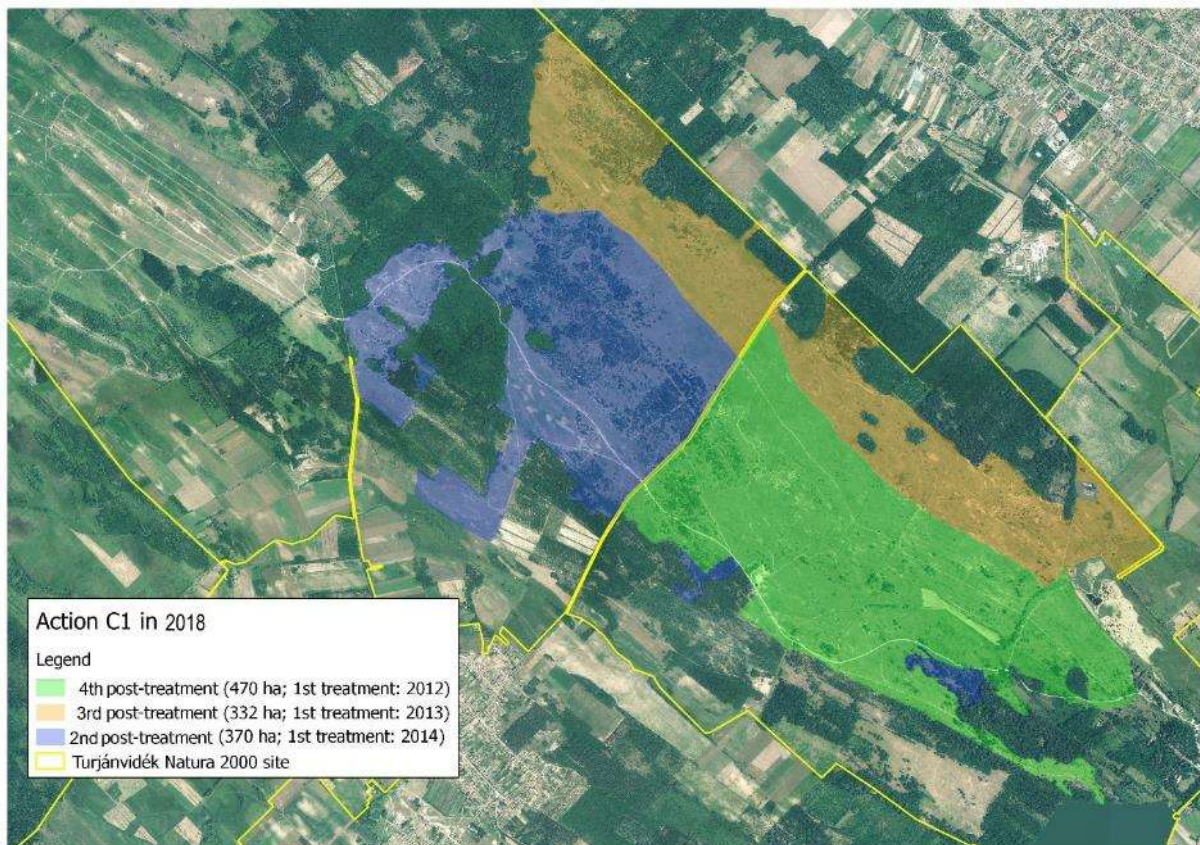 Action C1 in 2018
Legend
4th post-treatment (470 ha; 1st treatment: 2012)
3rd post-treatment (332 ha; 1st treatment: 2013)
2nd post-treatment (370 ha; 1st treatment: 2014)
Turjánvidék Natura 2000 site